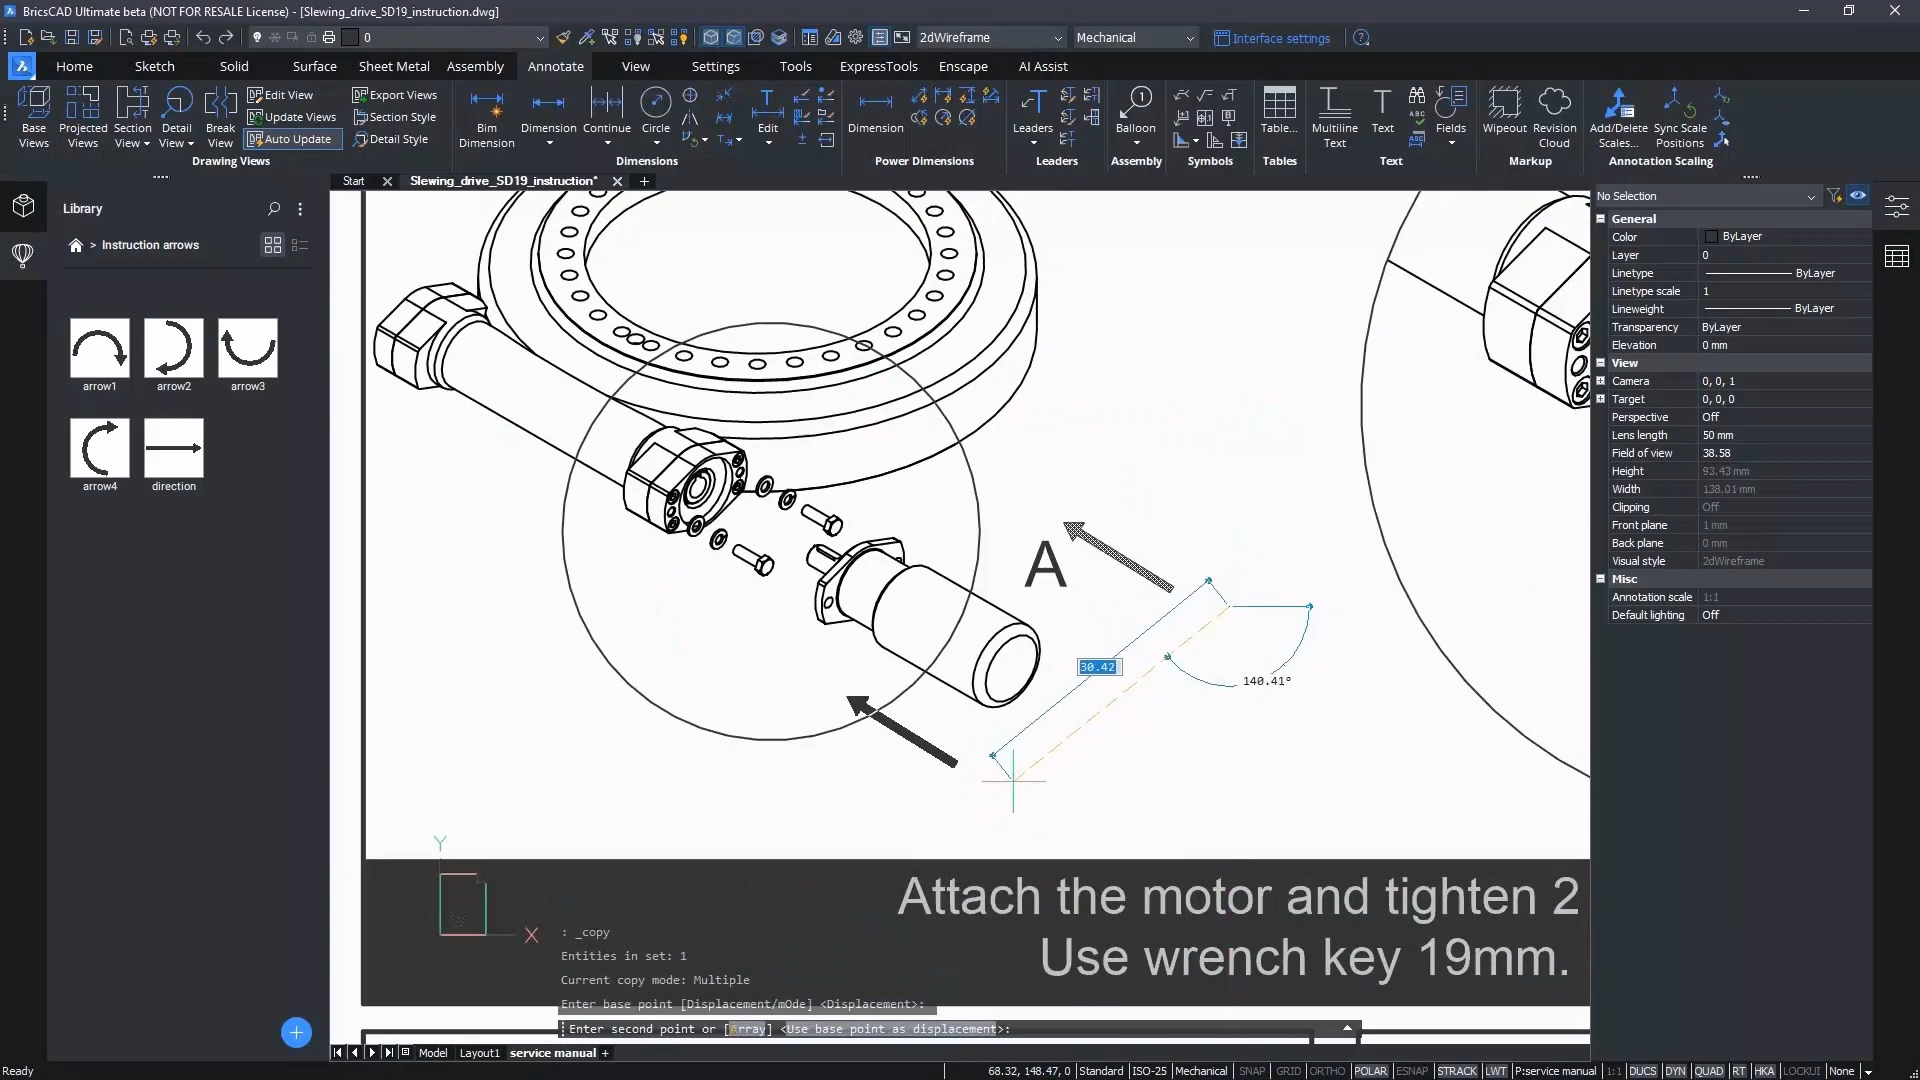 BricsCAD Ultimate beta (NOT FOR RESALE License) - [Slewing_drive_SD19_instruction.dwg]
0
2dWireframe
Mechanical
Interface settings
Home
Sketch
Solid
Surface
Sheet Metal
Assembly
Annotate
View
Settings
Tools
ExpressTools
Enscape
AI Assist
Base Views
Projected Views
Section View
Detail View
Break View
Edit View
Update Views
Auto Update
Export Views
Section Style
Detail Style
Drawing Views
Bim Dimension
Dimension
Continue
Circle
Edit
Dimensions
Dimension
Power Dimensions
Leaders
Leaders
Balloon
Assembly
Symbols
Table...
Tables
Multiline Text
Text
Fields
Text
Wipeout
Revision Cloud
Markup
Add/Delete Scales...
Sync Scale Positions
Annotation Scaling
Start
Slewing_drive_SD19_instruction*
Library
> Instruction arrows
arrow1
arrow2
arrow3
arrow4
direction
A
30.42
140.41°
Y
W
X
Attach the motor and tighten 2
Use wrench key 19mm.
: _copy
Entities in set: 1
Current copy mode: Multiple
Enter base point [Displacement/mOde] <Displacement>:
Enter second point or [Array] <Use base point as displacement>:
Model
Layout1
service manual
No Selection
General
Color ByLayer
Layer 0
Linetype ByLayer
Linetype scale 1
Lineweight ByLayer
Transparency ByLayer
Elevation 0 mm
View
Camera 0, 0, 1
Target 0, 0, 0
Perspective Off
Lens length 50 mm
Field of view 38.58
Height 93.43 mm
Width 138.01 mm
Clipping Off
Front plane 1 mm
Back plane 0 mm
Visual style 2dWireframe
Misc
Annotation scale 1:1
Default lighting Off
Ready
68.32, 148.47, 0 Standard ISO-25 Mechanical SNAP GRID ORTHO POLAR ESNAP STRACK LWT P:service manual 1:1 DUCS DYN QUAD RT HKA LOCKUI None